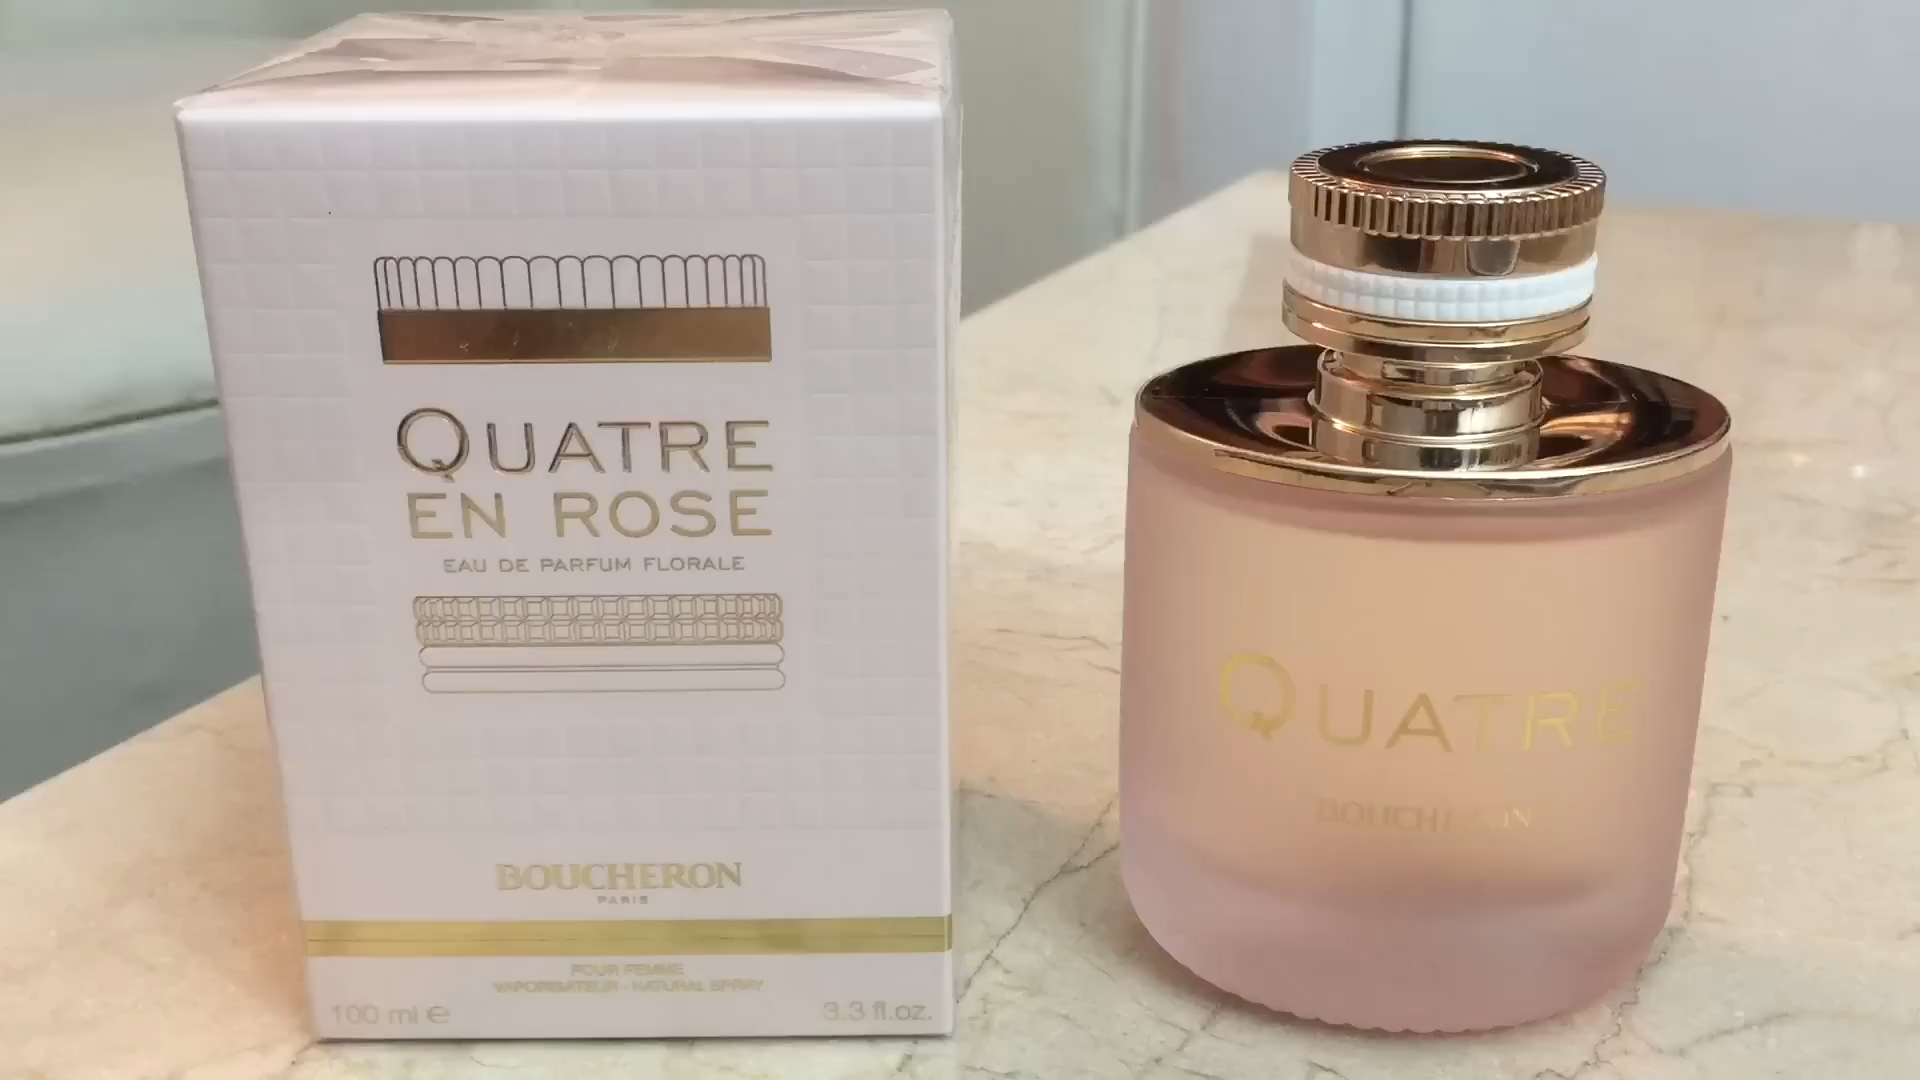 QUATRE
EN ROSE
EAU DE PARFUM FLORALE
BOUCHERON
PARIS
POUR FEMME
VAPORISATEUR - NATURAL SPRAY
100 ml ℮
3.3 fl.oz.
QUATRE
BOUCHERON